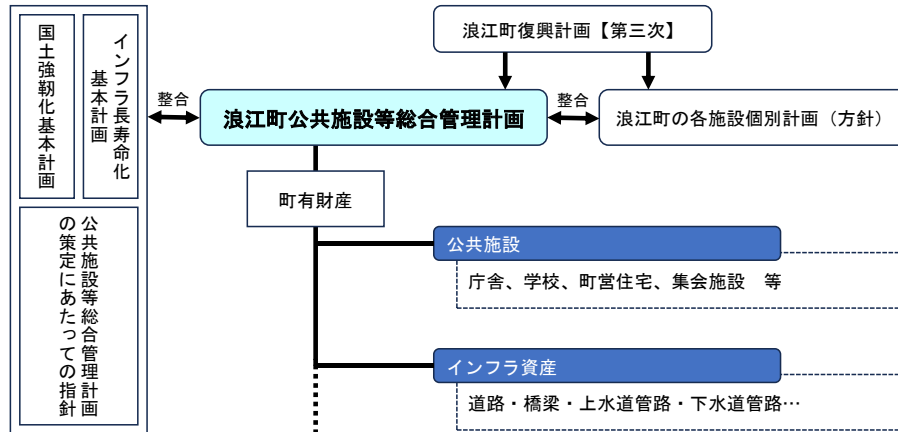 浪江町復興計画【第三次】
国土強靭化基本計画
インフラ長寿命化
基本計画
整合
浪江町公共施設等総合管理計画
整合
浪江町の各施設個別計画（方針）
町有財産
公共施設等総合管理計画
の策定にあたっての指針
公共施設
庁舎、学校、町営住宅、集会施設　等
インフラ資産
道路・橋梁・上水道管路・下水道管路…